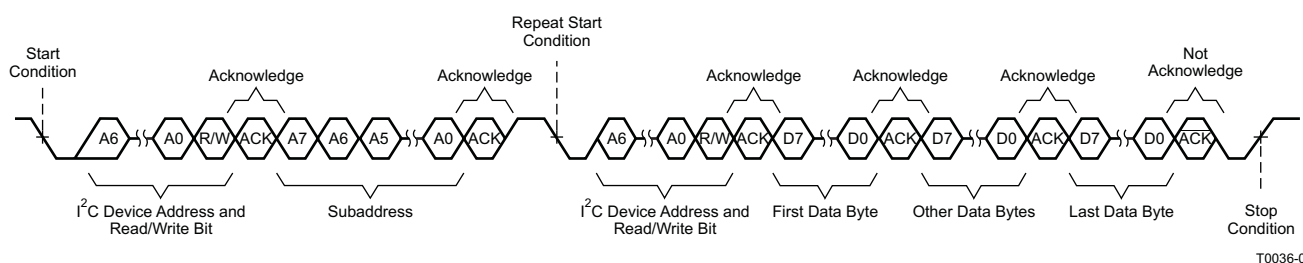 Repeat Start
Condition
Start
Condition
Acknowledge
Acknowledge
Acknowledge
Acknowledge
Acknowledge
Not
Acknowledge
A6 A0 R/W ACK A7 A6 A5 A0 ACK A6 A0 R/W ACK D7 D0 ACK D7 D0 ACK D7 D0 ACK
I2C Device Address and
Read/Write Bit
Subaddress
I2C Device Address and
Read/Write Bit
First Data Byte
Other Data Bytes
Last Data Byte
Stop
Condition
T0036-0